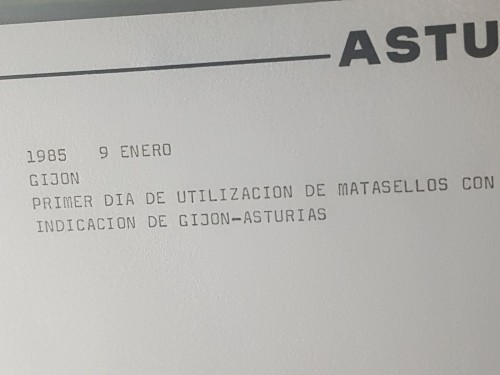 ASTU
1985 9 ENERO
GIJON
PRIMER DIA DE UTILIZACION DE MATASELLOS CON
INDICACION DE GIJON-ASTURIAS